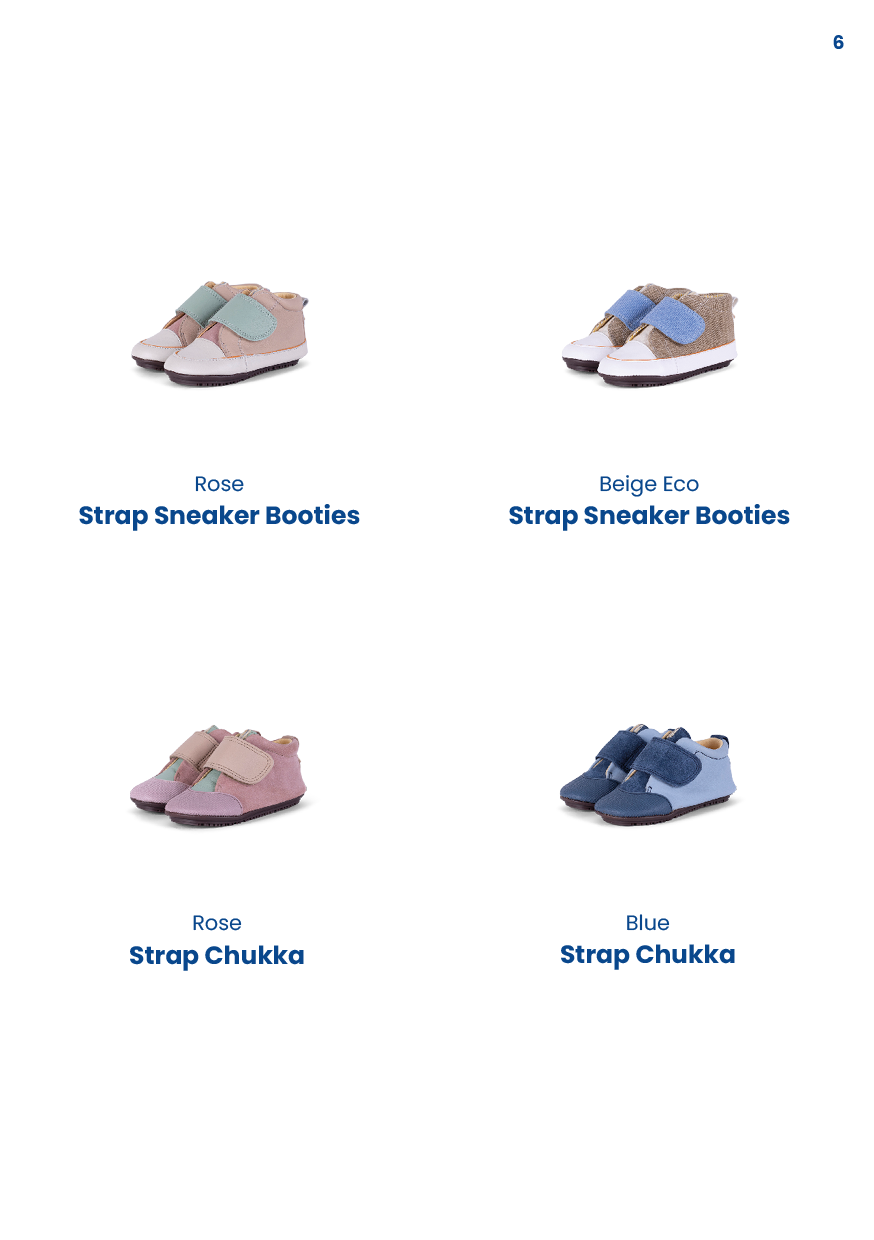 6
Rose
Strap Sneaker Booties
Beige Eco
Strap Sneaker Booties
Rose
Strap Chukka
Blue
Strap Chukka